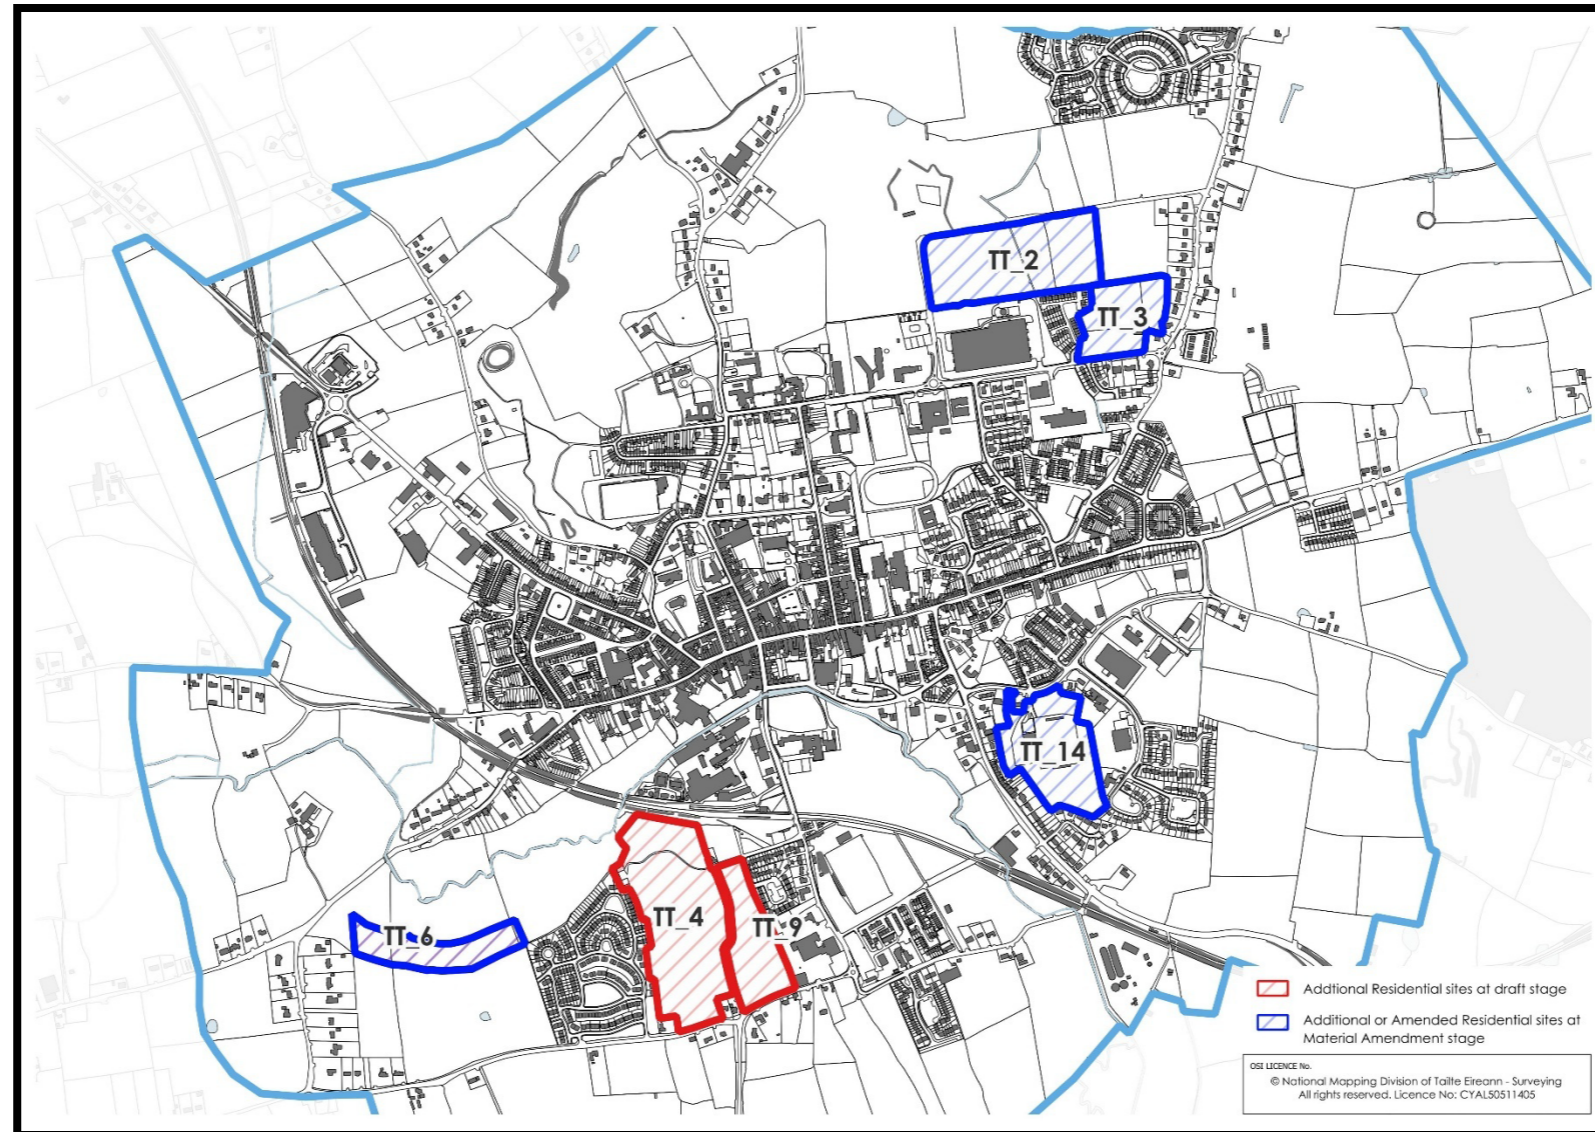 TT_2
TT_3
TT_14
TT_4
TT_9
TT_6
Addtional Residential sites at draft stage
Additional or Amended Residential sites at
Material Amendment stage
OSI LICENCE No.
© National Mapping Division of Tailte Eireann - Surveying
All rights reserved. Licence No: CYAL50511405